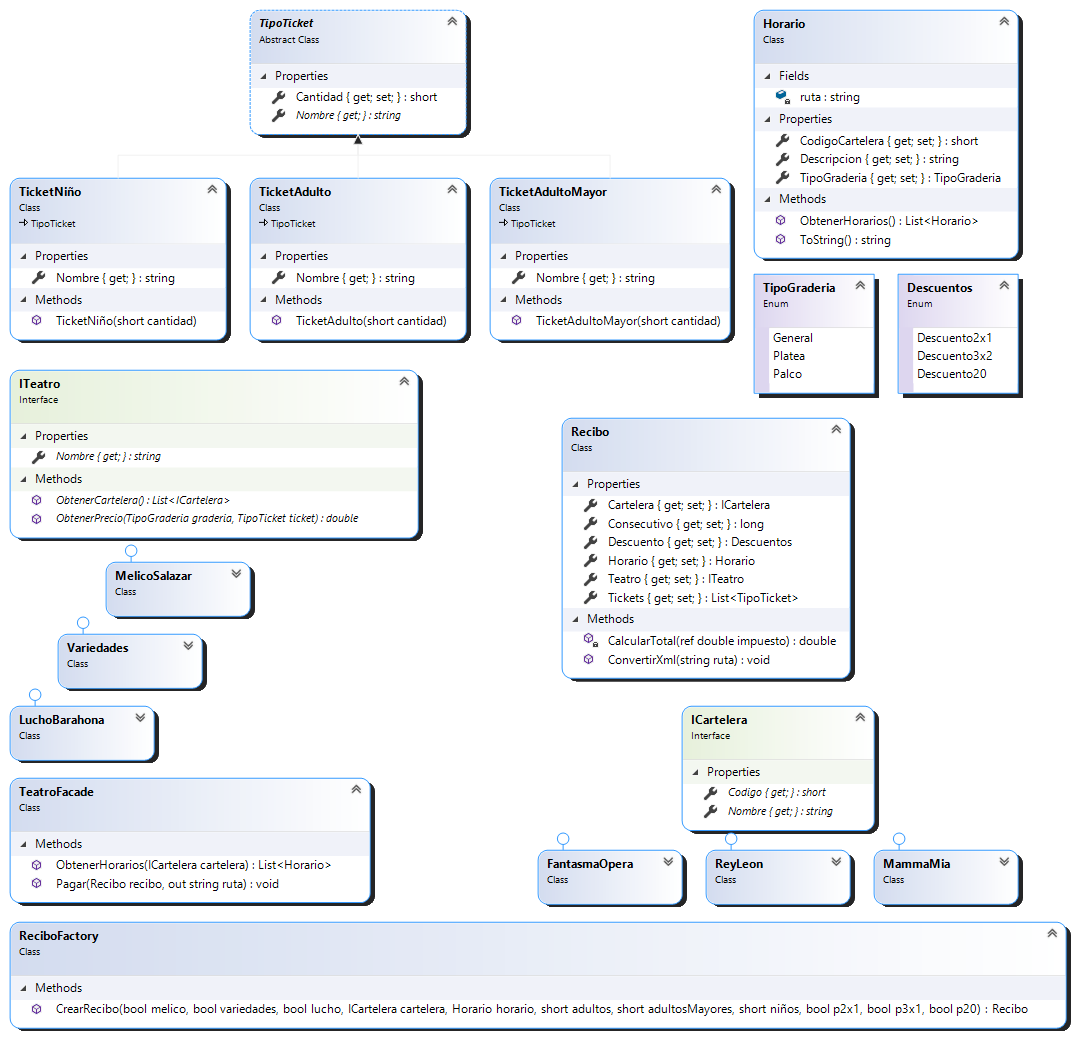 TipoTicket
Abstract Class
Properties
Cantidad { get; set; } : short
Nombre { get; } : string
Horario
Class
Fields
ruta : string
Properties
CodigoCartelera { get; set; } : short
Descripcion { get; set; } : string
TipoGraderia { get; set; } : TipoGraderia
Methods
ObtenerHorarios() : List<Horario>
ToString() : string
TicketNiño
Class
TipoTicket
Properties
Nombre { get; } : string
Methods
TicketNiño(short cantidad)
TicketAdulto
Class
TipoTicket
Properties
Nombre { get; } : string
Methods
TicketAdulto(short cantidad)
TicketAdultoMayor
Class
TipoTicket
Properties
Nombre { get; } : string
Methods
TicketAdultoMayor(short cantidad)
TipoGraderia
Enum
General
Platea
Palco
Descuentos
Enum
Descuento2x1
Descuento3x2
Descuento20
ITeatro
Interface
Properties
Nombre { get; } : string
Methods
ObtenerCartelera() : List<ICartelera>
ObtenerPrecio(TipoGraderia graderia, TipoTicket ticket) : double
Recibo
Class
Properties
Cartelera { get; set; } : ICartelera
Consecutivo { get; set; } : long
Descuento { get; set; } : Descuentos
Horario { get; set; } : Horario
Teatro { get; set; } : ITeatro
Tickets { get; set; } : List<TipoTicket>
Methods
CalcularTotal(ref double impuesto) : double
ConvertirXml(string ruta) : void
MelicoSalazar
Class
Variedades
Class
LuchoBarahona
Class
ICartelera
Interface
Properties
Codigo { get; } : short
Nombre { get; } : string
TeatroFacade
Class
Methods
ObtenerHorarios(ICartelera cartelera) : List<Horario>
Pagar(Recibo recibo, out string ruta) : void
FantasmaOpera
Class
ReyLeon
Class
MammaMia
Class
ReciboFactory
Class
Methods
CrearRecibo(bool melico, bool variedades, bool lucho, ICartelera cartelera, Horario horario, short adultos, short adultosMayores, short niños, bool p2x1, bool p3x1, bool p20) : Recibo